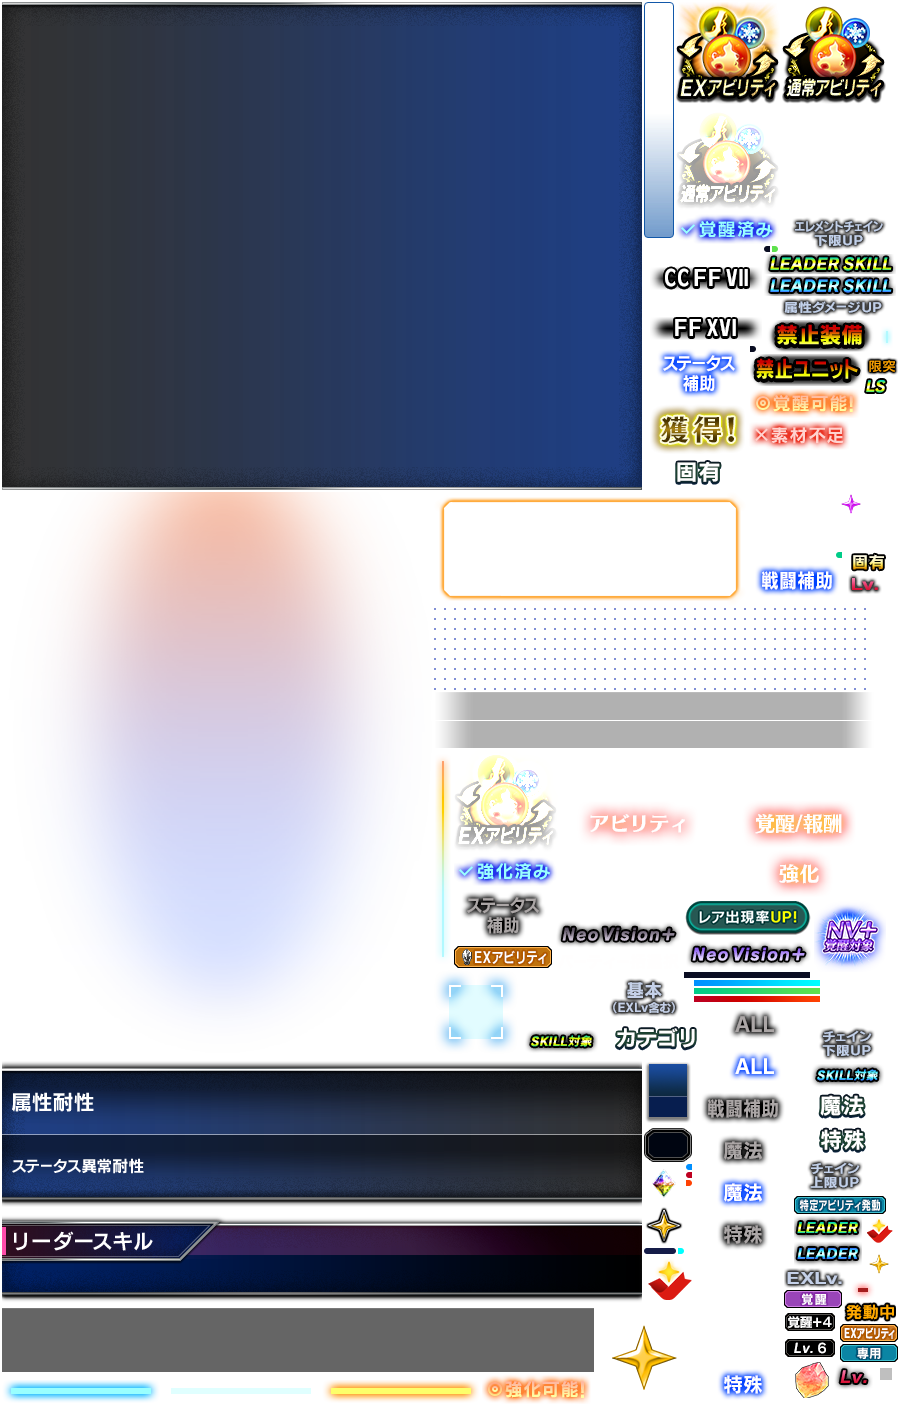 EXアビリティ
通常アビリティ
通常アビリティ
覚醒済み
エレメントチェイン
下限UP
LEADER SKILL
CC FF VII
LEADER SKILL
属性ダメージUP
FF XVI
禁止装備
ステータス
補助
禁止ユニット
限突
LS
◎覚醒可能!
獲得!
×素材不足
固有
固有
戦闘補助
Lv.
EXアビリティ
アビリティ
覚醒/報酬
強化済み
強化
ステータス
補助
レア出現率UP!
Neo Vision+
NV+
覚醒対象
EXアビリティ
Neo Vision+
基本
(EXLv含む)
SKILL対象
カテゴリ
ALL
チェイン
下限UP
ALL
SKILL対象
属性耐性
戦闘補助
魔法
特殊
魔法
ステータス異常耐性
チェイン
上限UP
魔法
特定アビリティ発動
LEADER
特殊
リーダースキル
LEADER
EXLv.
覚醒
発動中
覚醒+4
EXアビリティ
Lv. 6
専用
◎強化可能!
特殊
Lv.